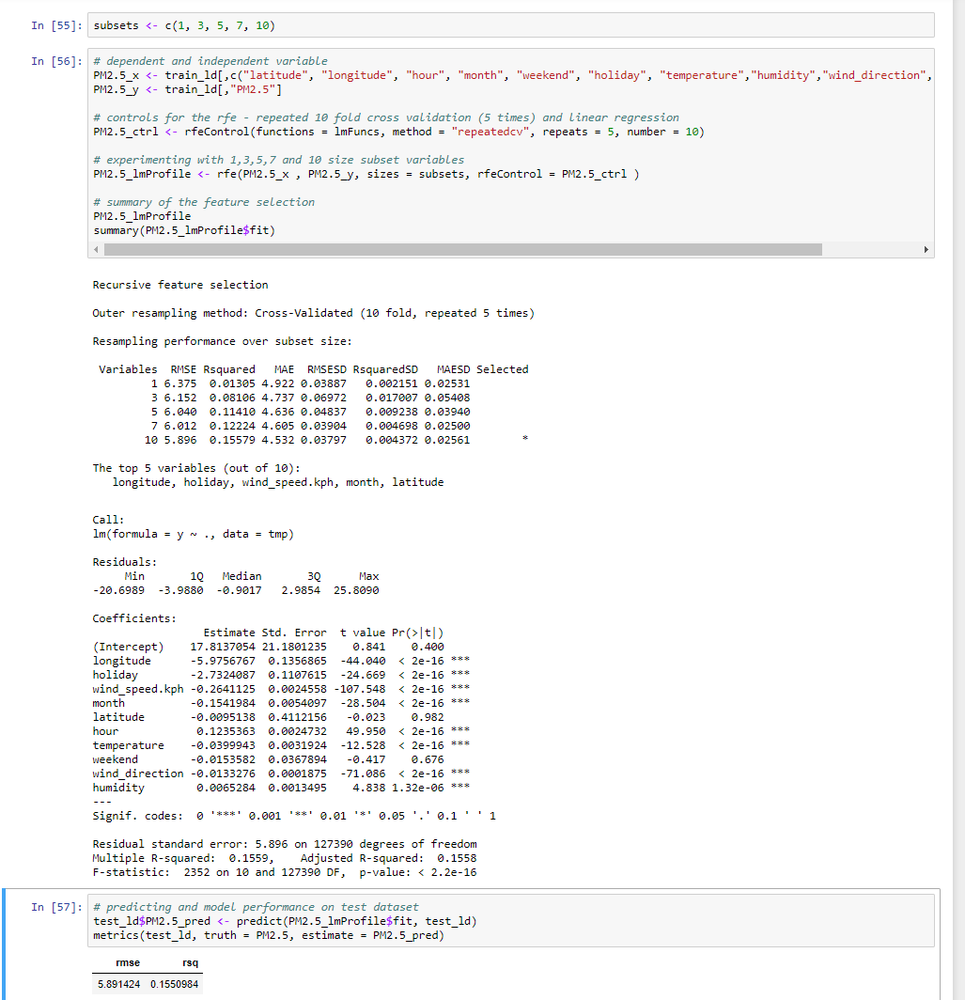 In [55]: subsets <- c(1, 3, 5, 7, 10)
In [56]: # dependent and independent variable
PM2.5_x <- train_ld[,c("latitude", "longitude", "hour", "month", "weekend", "holiday", "temperature","humidity","wind_direction",
PM2.5_y <- train_ld[,"PM2.5"]
# controls for the rfe - repeated 10 fold cross validation (5 times) and linear regression
PM2.5_ctrl <- rfeControl(functions = lmFuncs, method = "repeatedcv", repeats = 5, number = 10)
# experimenting with 1,3,5,7 and 10 size subset variables
PM2.5_lmProfile <- rfe(PM2.5_x , PM2.5_y, sizes = subsets, rfeControl = PM2.5_ctrl )
# summary of the feature selection
PM2.5_lmProfile
summary(PM2.5_lmProfile$fit)
Recursive feature selection
Outer resampling method: Cross-Validated (10 fold, repeated 5 times)
Resampling performance over subset size:
Variables RMSE Rsquared MAE RMSESD RsquaredSD MAESD Selected
1 6.375 0.01305 4.922 0.03887 0.002151 0.02531
3 6.152 0.08106 4.737 0.06972 0.017007 0.05408
5 6.040 0.11410 4.636 0.04837 0.009238 0.03940
7 6.012 0.12224 4.605 0.03904 0.004698 0.02500
10 5.896 0.15579 4.532 0.03797 0.004372 0.02561 *
The top 5 variables (out of 10):
longitude, holiday, wind_speed.kph, month, latitude
Call:
lm(formula = y ~ ., data = tmp)
Residuals:
Min 1Q Median 3Q Max
-20.6989 -3.9880 -0.9017 2.9854 25.8090
Coefficients:
Estimate Std. Error t value Pr(>|t|)
(Intercept) 17.8137054 21.1801235 0.841 0.400
longitude -5.9756767 0.1356865 -44.040 < 2e-16 ***
holiday -2.7324087 0.1107615 -24.669 < 2e-16 ***
wind_speed.kph -0.2641125 0.0024558 -107.548 < 2e-16 ***
month -0.1541984 0.0054097 -28.504 < 2e-16 ***
latitude -0.0095138 0.4112156 -0.023 0.982
hour 0.1235363 0.0024732 49.950 < 2e-16 ***
temperature -0.0399943 0.0031924 -12.528 < 2e-16 ***
weekend -0.0153582 0.0367894 -0.417 0.676
wind_direction -0.0133276 0.0001875 -71.086 < 2e-16 ***
humidity 0.0065284 0.0013495 4.838 1.32e-06 ***
---
Signif. codes: 0 '***' 0.001 '**' 0.01 '*' 0.05 '.' 0.1 ' ' 1
Residual standard error: 5.896 on 127390 degrees of freedom
Multiple R-squared: 0.1559, Adjusted R-squared: 0.1558
F-statistic: 2352 on 10 and 127390 DF, p-value: < 2.2e-16
In [57]: # predicting and model performance on test dataset
test_ld$PM2.5_pred <- predict(PM2.5_lmProfile$fit, test_ld)
metrics(test_ld, truth = PM2.5, estimate = PM2.5_pred)
rmse rsq
5.891424 0.1550984